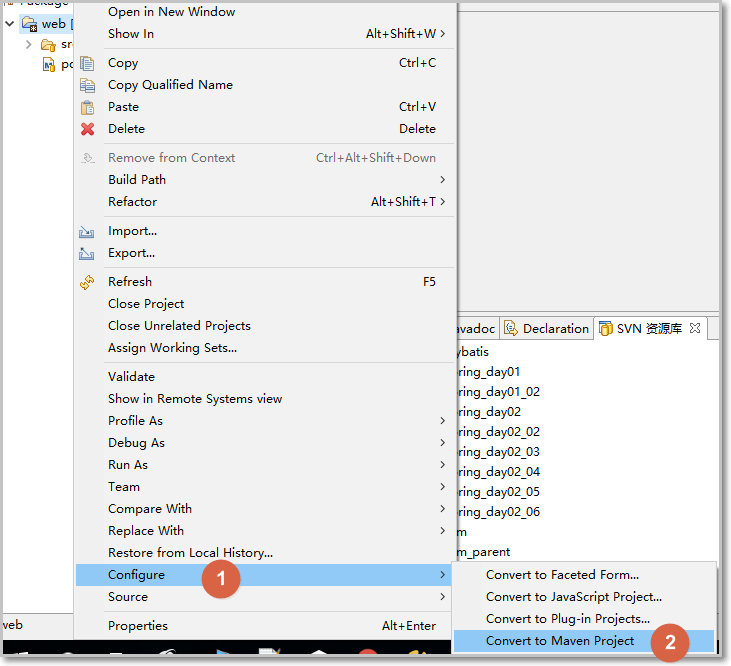 Package
Open in New Window
web [
Show In Alt+Shift+W
Copy Ctrl+C
Copy Qualified Name
Paste Ctrl+V
Delete Delete
Remove from Context Ctrl+Alt+Shift+Down
Build Path
Refactor Alt+Shift+T
Import...
Export...
Refresh F5
Close Project
Close Unrelated Projects
Assign Working Sets...
Validate
Show in Remote Systems view
Profile As
Debug As
Run As
Team
Compare With
Replace With
Restore from Local History...
Configure 1
Source
Properties Alt+Enter
avadoc Declaration SVN 资源库
ybatis
ring_day01
ring_day01_02
ring_day02
ring_day02_02
ring_day02_03
ring_day02_04
ring_day02_05
ring_day02_06
m
m_parent
Convert to Faceted Form...
Convert to JavaScript Project...
Convert to Plug-in Projects...
Convert to Maven Project 2
web